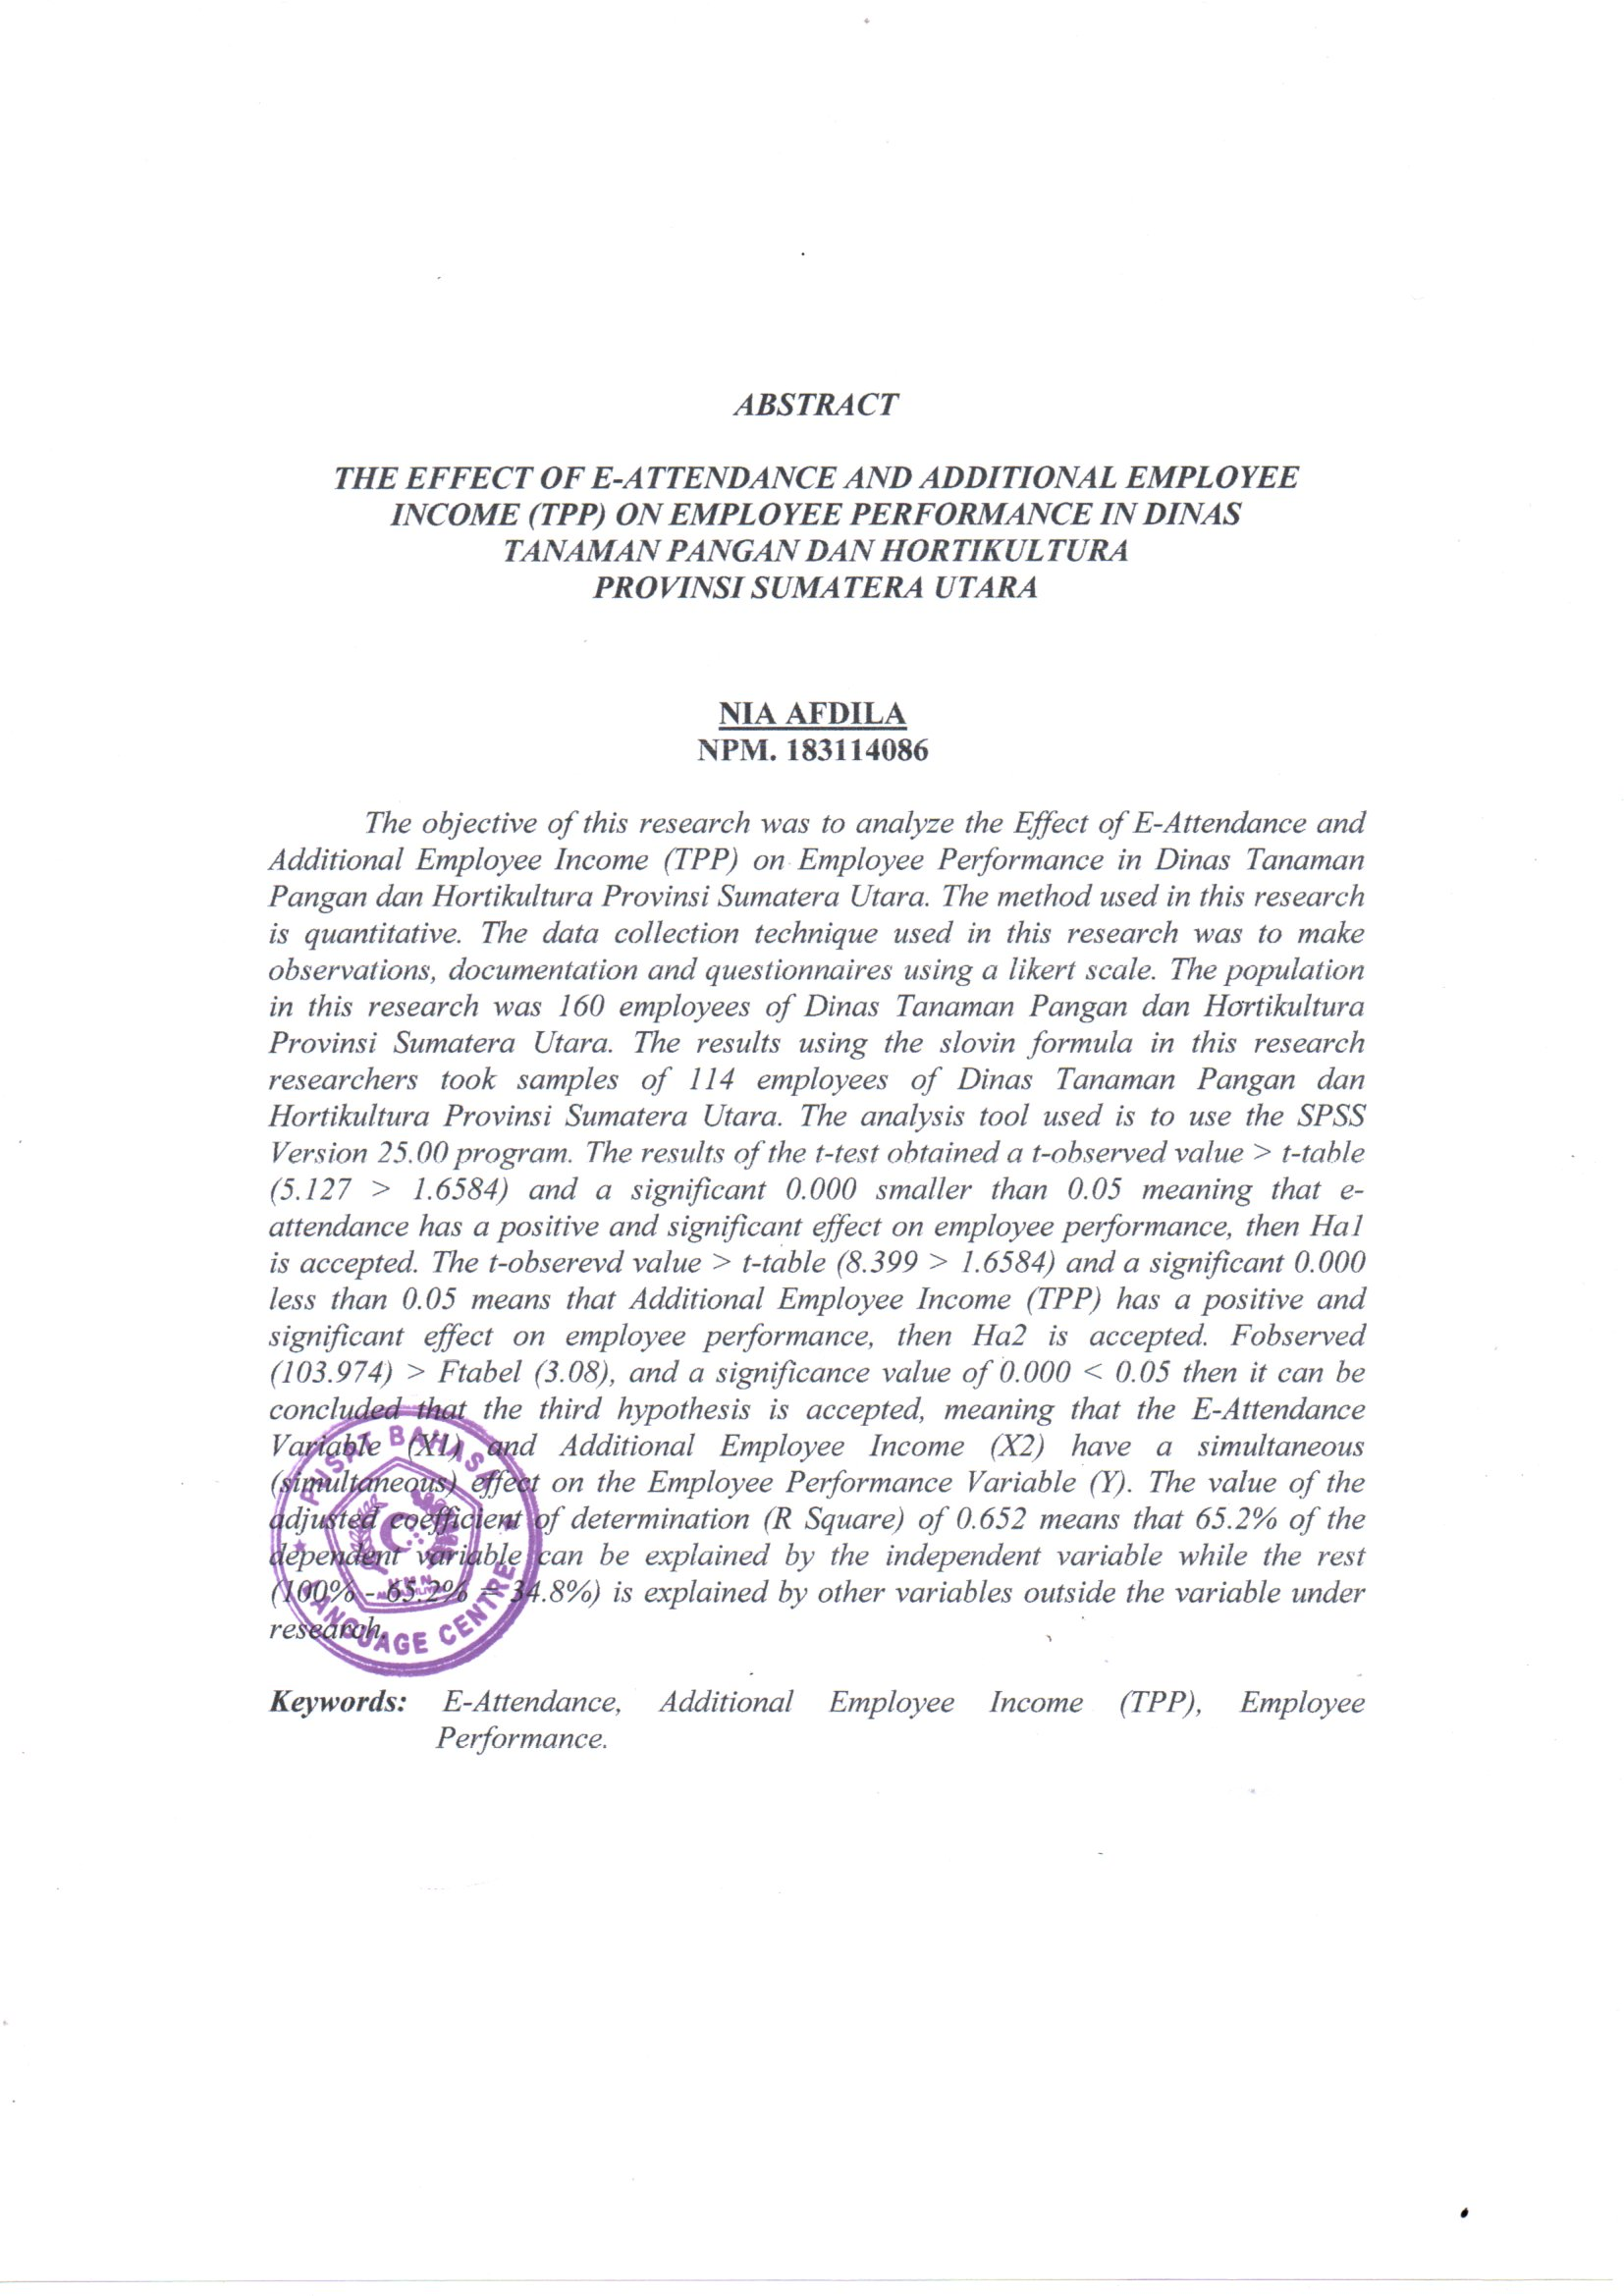 ABSTRACT
THE EFFECT OF E-ATTENDANCE AND ADDITIONAL EMPLOYEE
INCOME (TPP) ON EMPLOYEE PERFORMANCE IN DINAS
TANAMAN PANGAN DAN HORTIKULTURA
PROVINSI SUMATERA UTARA
NIA AFDILA
NPM. 183114086
The objective of this research was to analyze the Effect of E-Attendance and
Additional Employee Income (TPP) on Employee Performance in Dinas Tanaman
Pangan dan Hortikultura Provinsi Sumatera Utara. The method used in this research
is quantitative. The data collection technique used in this research was to make
observations, documentation and questionnaires using a likert scale. The population
in this research was 160 employees of Dinas Tanaman Pangan dan Hortikultura
Provinsi Sumatera Utara. The results using the slovin formula in this research
researchers took samples of 114 employees of Dinas Tanaman Pangan dan
Hortikultura Provinsi Sumatera Utara. The analysis tool used is to use the SPSS
Version 25.00 program. The results of the t-test obtained a t-observed value > t-table
(5.127 > 1.6584) and a significant 0.000 smaller than 0.05 meaning that e-
attendance has a positive and significant effect on employee performance, then Ha1
is accepted. The t-obserevd value > t-table (8.399 > 1.6584) and a significant 0.000
less than 0.05 means that Additional Employee Income (TPP) has a positive and
significant effect on employee performance, then Ha2 is accepted. Fobserved
(103.974) > Ftabel (3.08), and a significance value of 0.000 < 0.05 then it can be
concluded that the third hypothesis is accepted, meaning that the E-Attendance
Variable (X1) and Additional Employee Income (X2) have a simultaneous
(simultaneous) effect on the Employee Performance Variable (Y). The value of the
adjusted coefficient of determination (R Square) of 0.652 means that 65.2% of the
dependent variable can be explained by the independent variable while the rest
(100% - 65.2% = 34.8%) is explained by other variables outside the variable under
research.
PUSAT BAHASA
UMN
LANGUAGE CENTRE
Keywords: E-Attendance, Additional Employee Income (TPP), Employee
Performance.